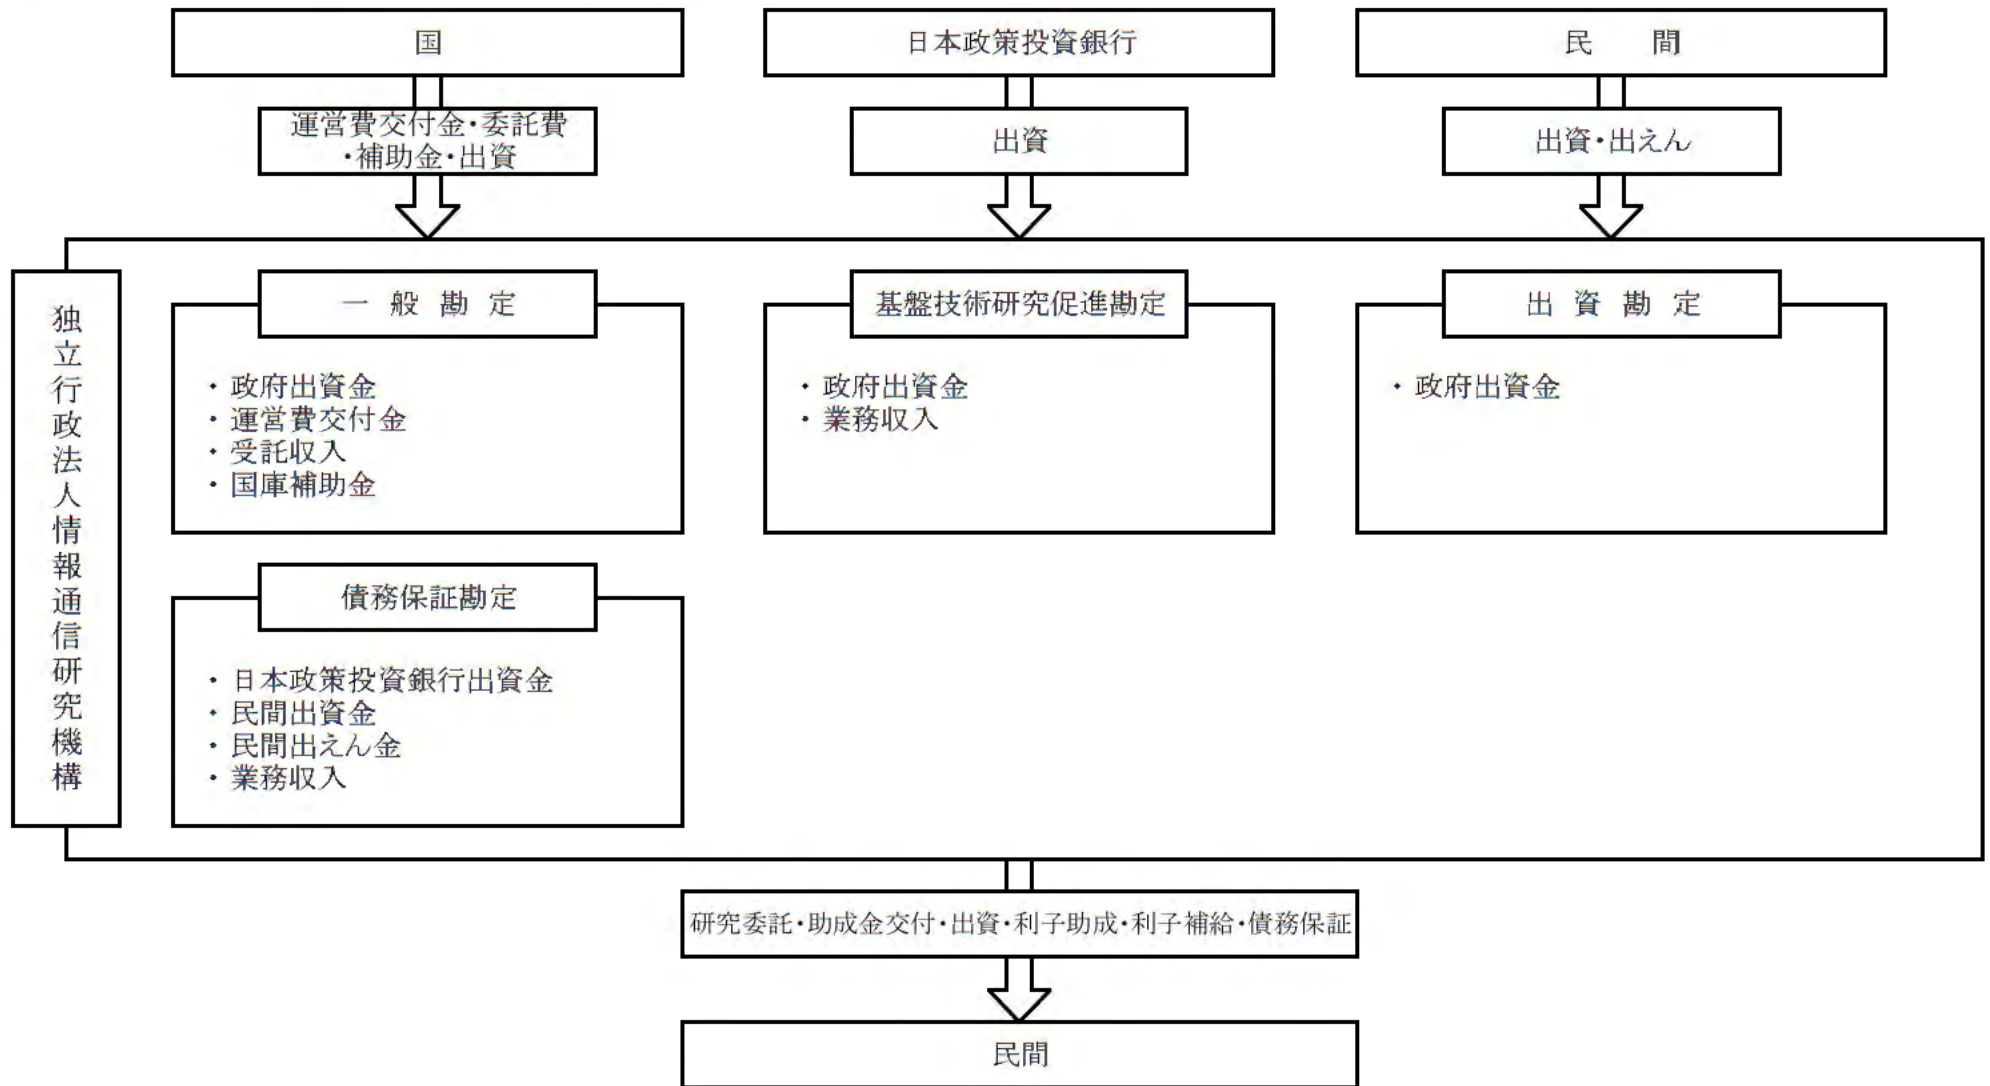 国
日本政策投資銀行
民 間
運営費交付金・委託費
・補助金・出資
出資
出資・出えん
独立行政法人情報通信研究機構
一般勘定
・政府出資金
・運営費交付金
・受託収入
・国庫補助金
基盤技術研究促進勘定
・政府出資金
・業務収入
出資勘定
・政府出資金
債務保証勘定
・日本政策投資銀行出資金
・民間出資金
・民間出えん金
・業務収入
研究委託・助成金交付・出資・利子助成・利子補給・債務保証
民間